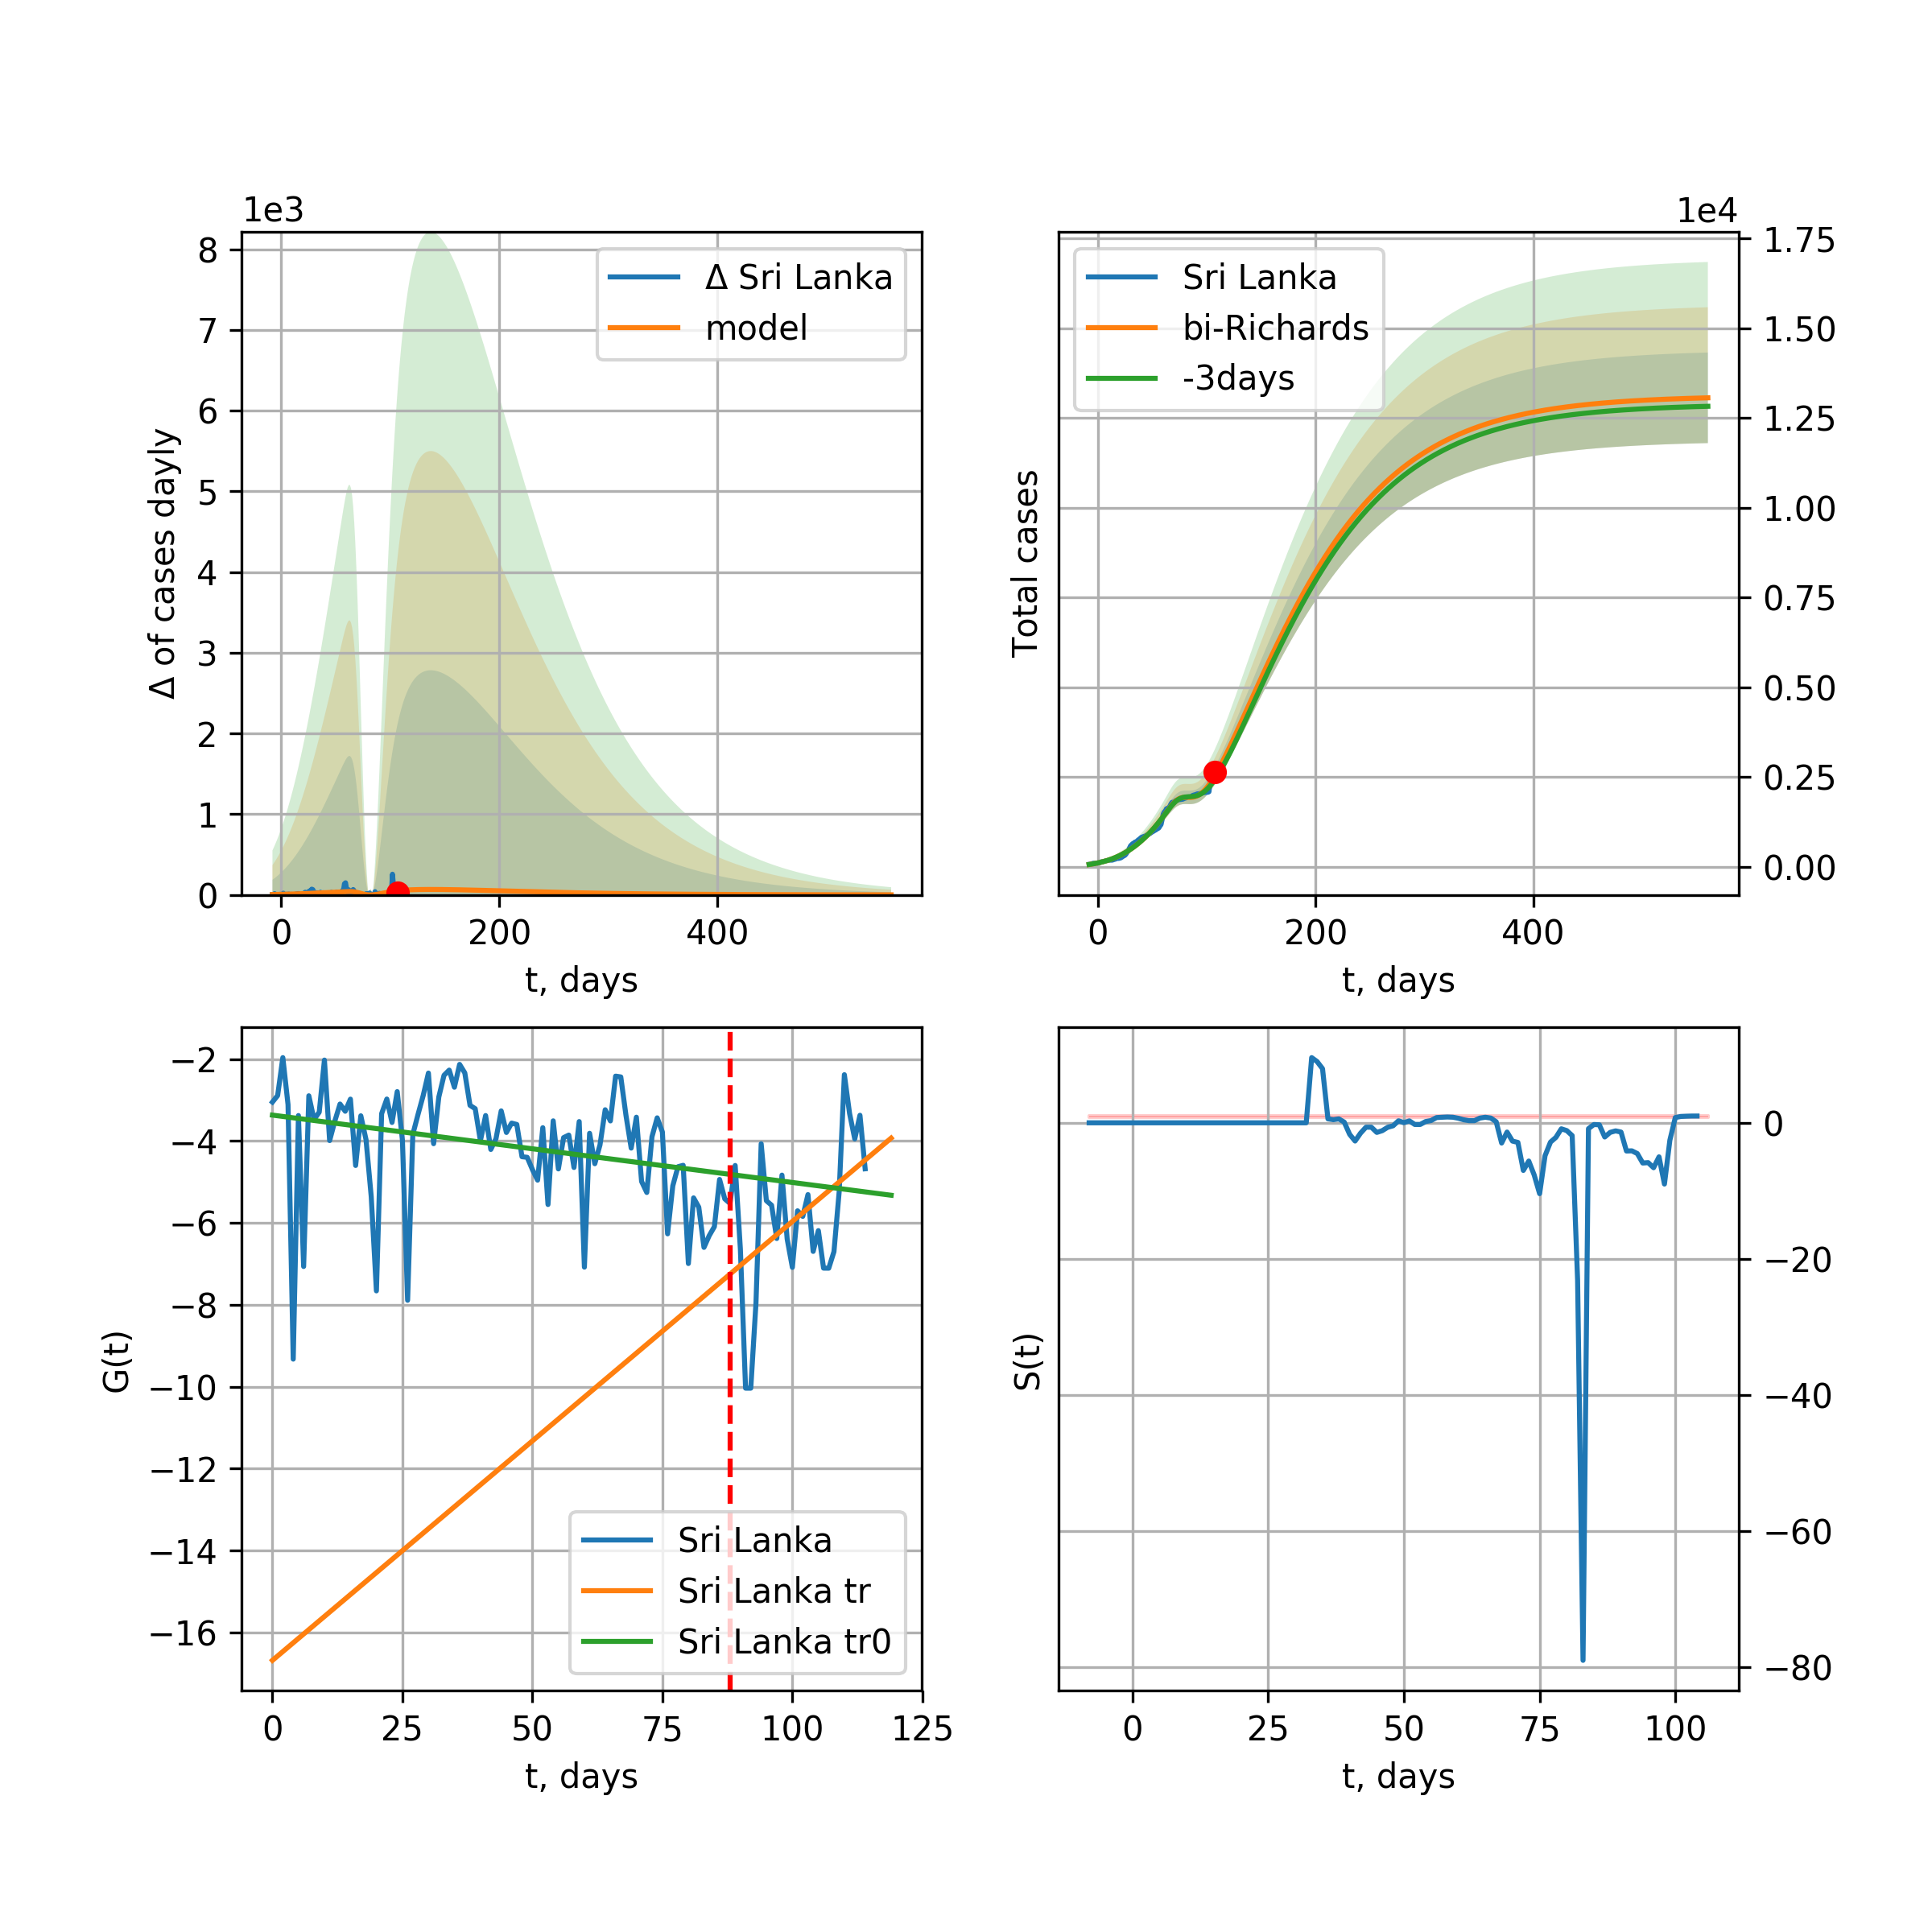 1e3
8
7
6
5
4
3
2
1
0
Δ of cases dayly
Δ Sri Lanka
model
0
200
400
t, days
1e4
1.75
1.50
1.25
1.00
0.75
0.50
0.25
0.00
Total cases
Sri Lanka
bi-Richards
-3days
0
200
400
t, days
−2
−4
−6
−8
−10
−12
−14
−16
G(t)
Sri Lanka
Sri Lanka tr
Sri Lanka tr0
0
25
50
75
100
125
t, days
0
−20
−40
−60
−80
S(t)
0
25
50
75
100
t, days